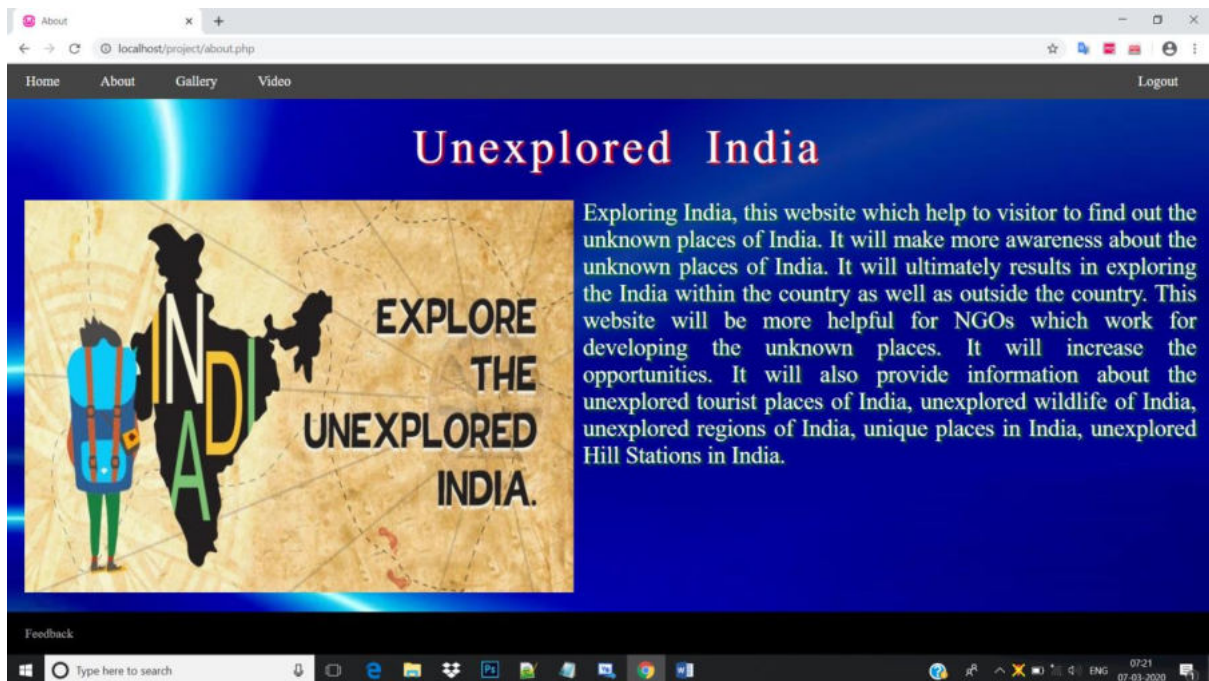 About
localhost/project/about.php
Home About Gallery Video Logout
Unexplored India
INDIA
EXPLORE
THE
UNEXPLORED
INDIA.
Exploring India, this website which help to visitor to find out the
unknown places of India. It will make more awareness about the
unknown places of India. It will ultimately results in exploring
the India within the country as well as outside the country. This
website will be more helpful for NGOs which work for
developing the unknown places. It will increase the
opportunities. It will also provide information about the
unexplored tourist places of India, unexplored wildlife of India,
unexplored regions of India, unique places in India, unexplored
Hill Stations in India.
Feedback
Type here to search
Ps
ENG
07:21
07-03-2020